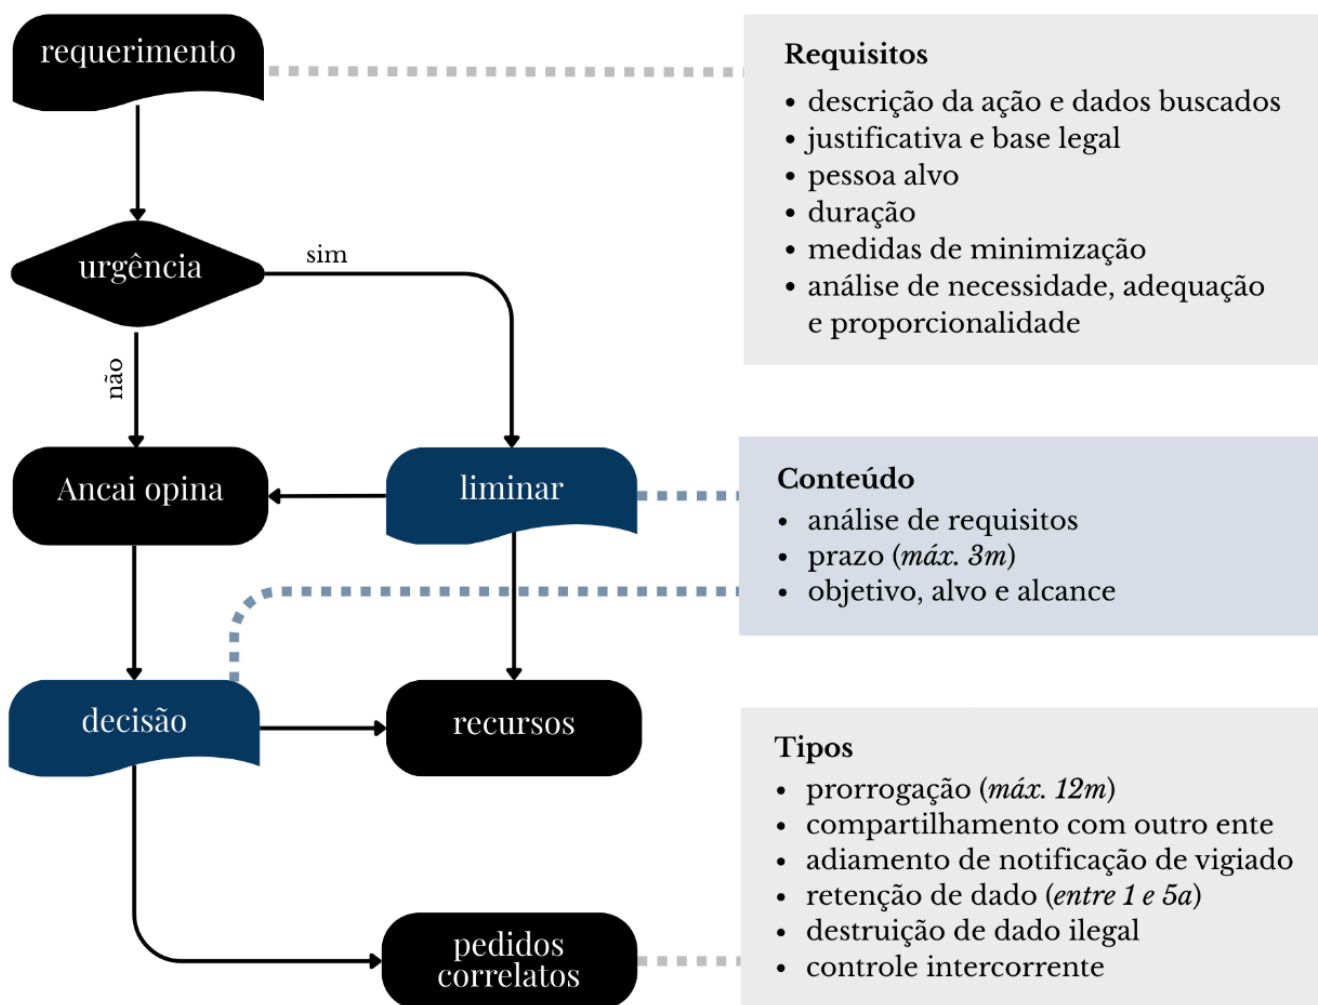 requerimento
urgência
sim
não
Ancai opina
liminar
decisão
recursos
pedidos
correlatos
Requisitos
• descrição da ação e dados buscados
• justificativa e base legal
• pessoa alvo
• duração
• medidas de minimização
• análise de necessidade, adequação
e proporcionalidade
Conteúdo
• análise de requisitos
• prazo (máx. 3m)
• objetivo, alvo e alcance
Tipos
• prorrogação (máx. 12m)
• compartilhamento com outro ente
• adiamento de notificação de vigiado
• retenção de dado (entre 1 e 5a)
• destruição de dado ilegal
• controle intercorrente